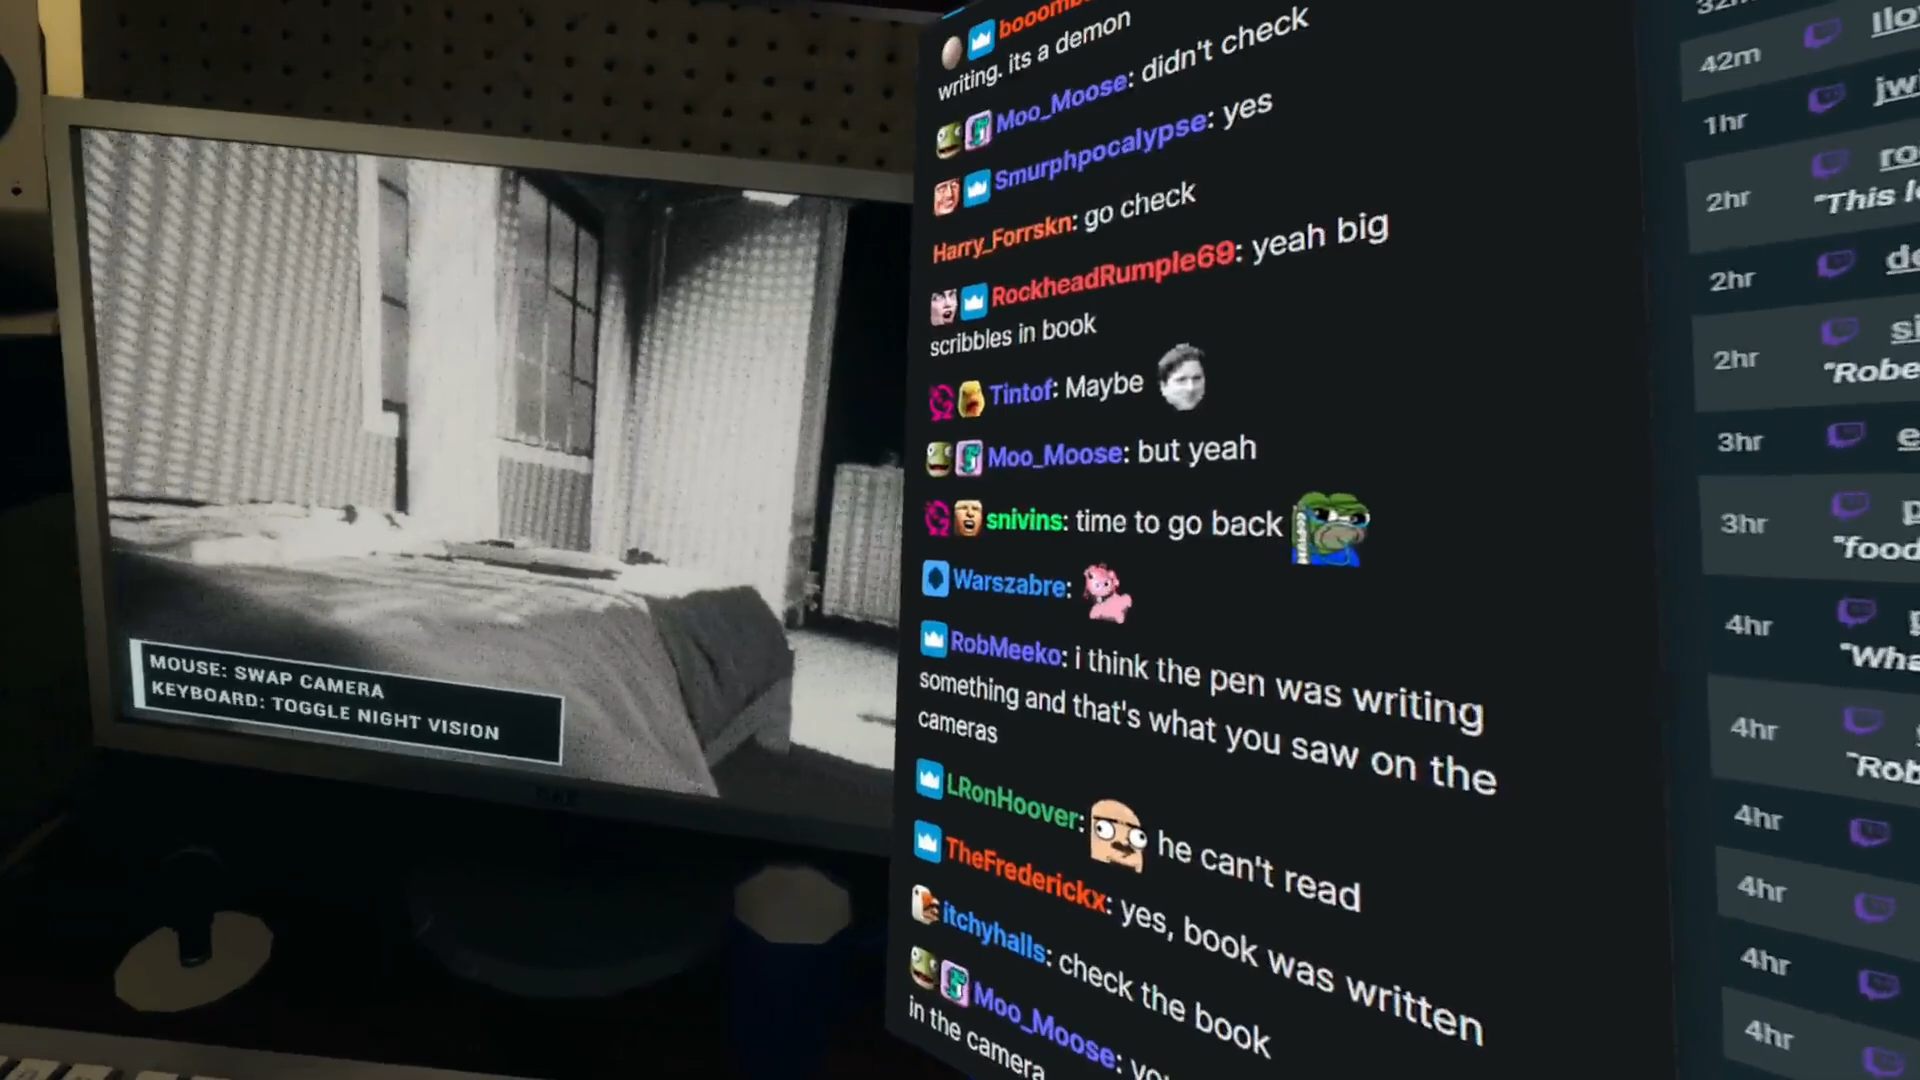 MOUSE: SWAP CAMERA
KEYBOARD: TOGGLE NIGHT VISION
writing. its a demon
Moo_Moose: didn't check
Smurphpocalypse: yes
Harry_Forrskn: go check
RockheadRumple69: yeah big
scribbles in book
Tintof: Maybe
Moo_Moose: but yeah
snivins: time to go back
Warszabre:
RobMeeko: i think the pen was writing
something and that's what you saw on the
cameras
LRonHoover: he can't read
TheFrederickx: yes, book was written
itchyhalls: check the book
Moo_Moose:
in the camera
42m
1hr
2hr
"This
2hr
2hr
3hr
3hr
"food
4hr
4hr
4hr
4hr
4hr
4hr